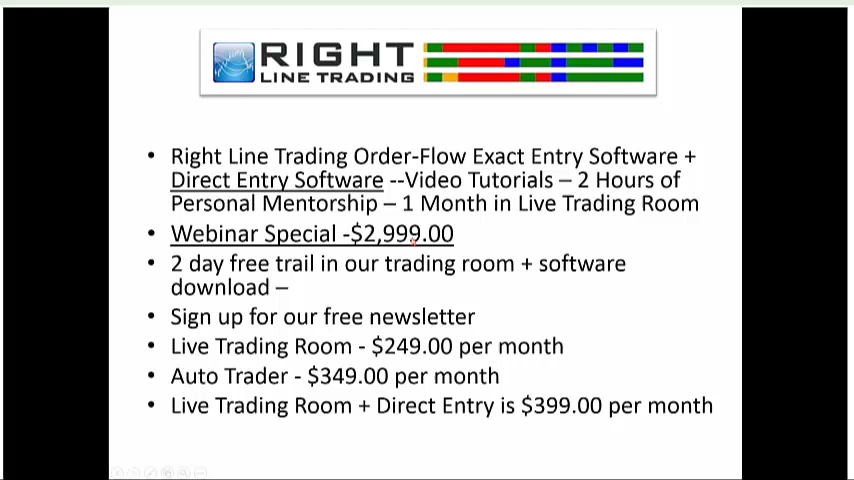 RIGHT
LINE TRADING
• Right Line Trading Order-Flow Exact Entry Software +
Direct Entry Software --Video Tutorials – 2 Hours of
Personal Mentorship – 1 Month in Live Trading Room
• Webinar Special -$2,999.00
• 2 day free trail in our trading room + software
download –
• Sign up for our free newsletter
• Live Trading Room - $249.00 per month
• Auto Trader - $349.00 per month
• Live Trading Room + Direct Entry is $399.00 per month